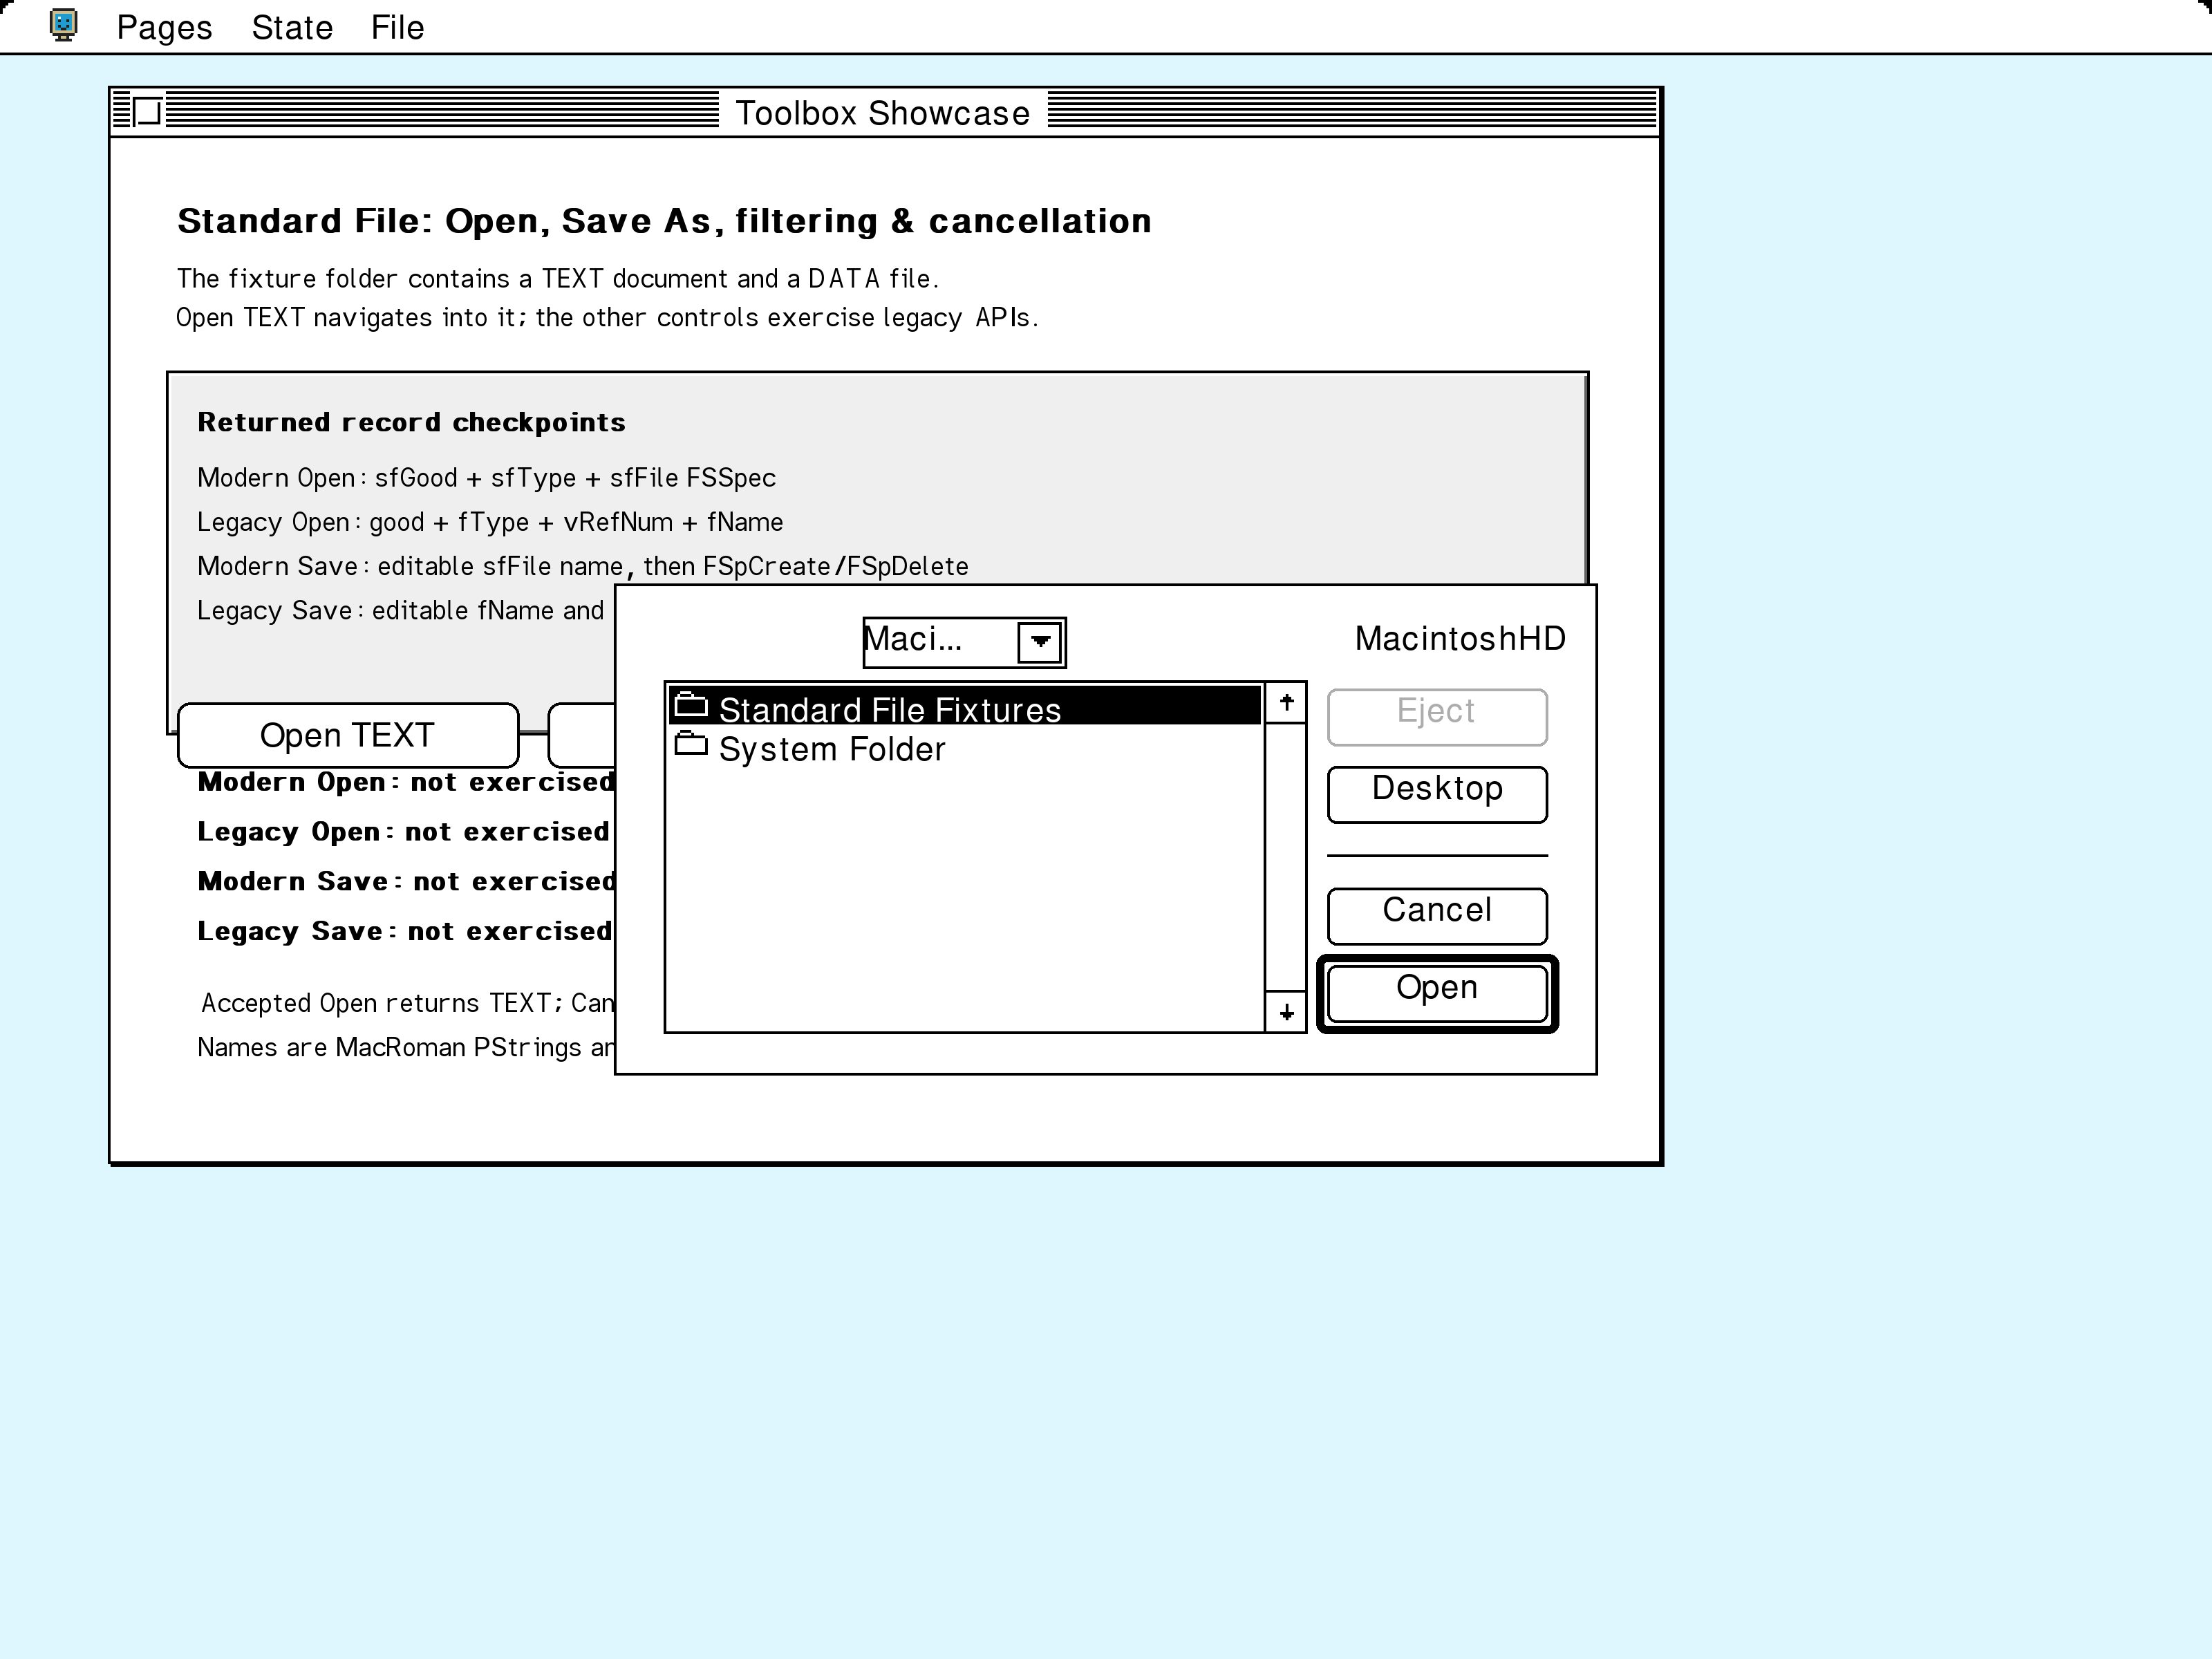 Pages State File
Toolbox Showcase
Standard File: Open, Save As, filtering & cancellation
The fixture folder contains a TEXT document and a DATA file.
Open TEXT navigates into it; the other controls exercise legacy APIs.
Returned record checkpoints
Modern Open: sfGood + sfType + sfFile FSSpec
Legacy Open: good + fType + vRefNum + fName
Modern Save: editable sfFile name, then FSpCreate/FSpDelete
Legacy Save: editable fName and
Open TEXT
Modern Open: not exercised
Legacy Open: not exercised
Modern Save: not exercised
Legacy Save: not exercised
Accepted Open returns TEXT; Can
Names are MacRoman PStrings
Maci...
MacintoshHD
Standard File Fixtures
System Folder
Eject
Desktop
Cancel
Open